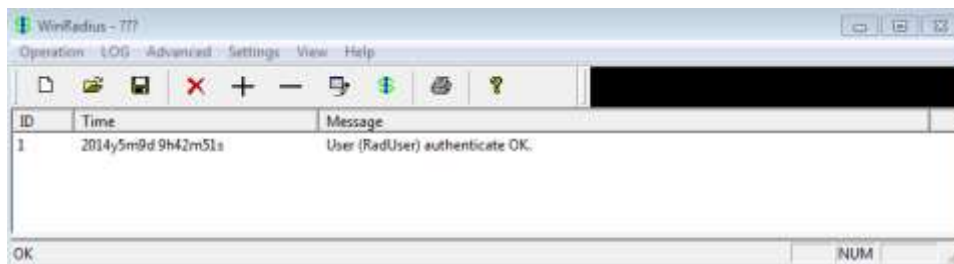 WinRadius - ???
Operation LOG Advanced Settings View Help
ID Time Message
1 2014y5m9d 9h42m51s User (RadUser) authenticate OK.
OK NUM